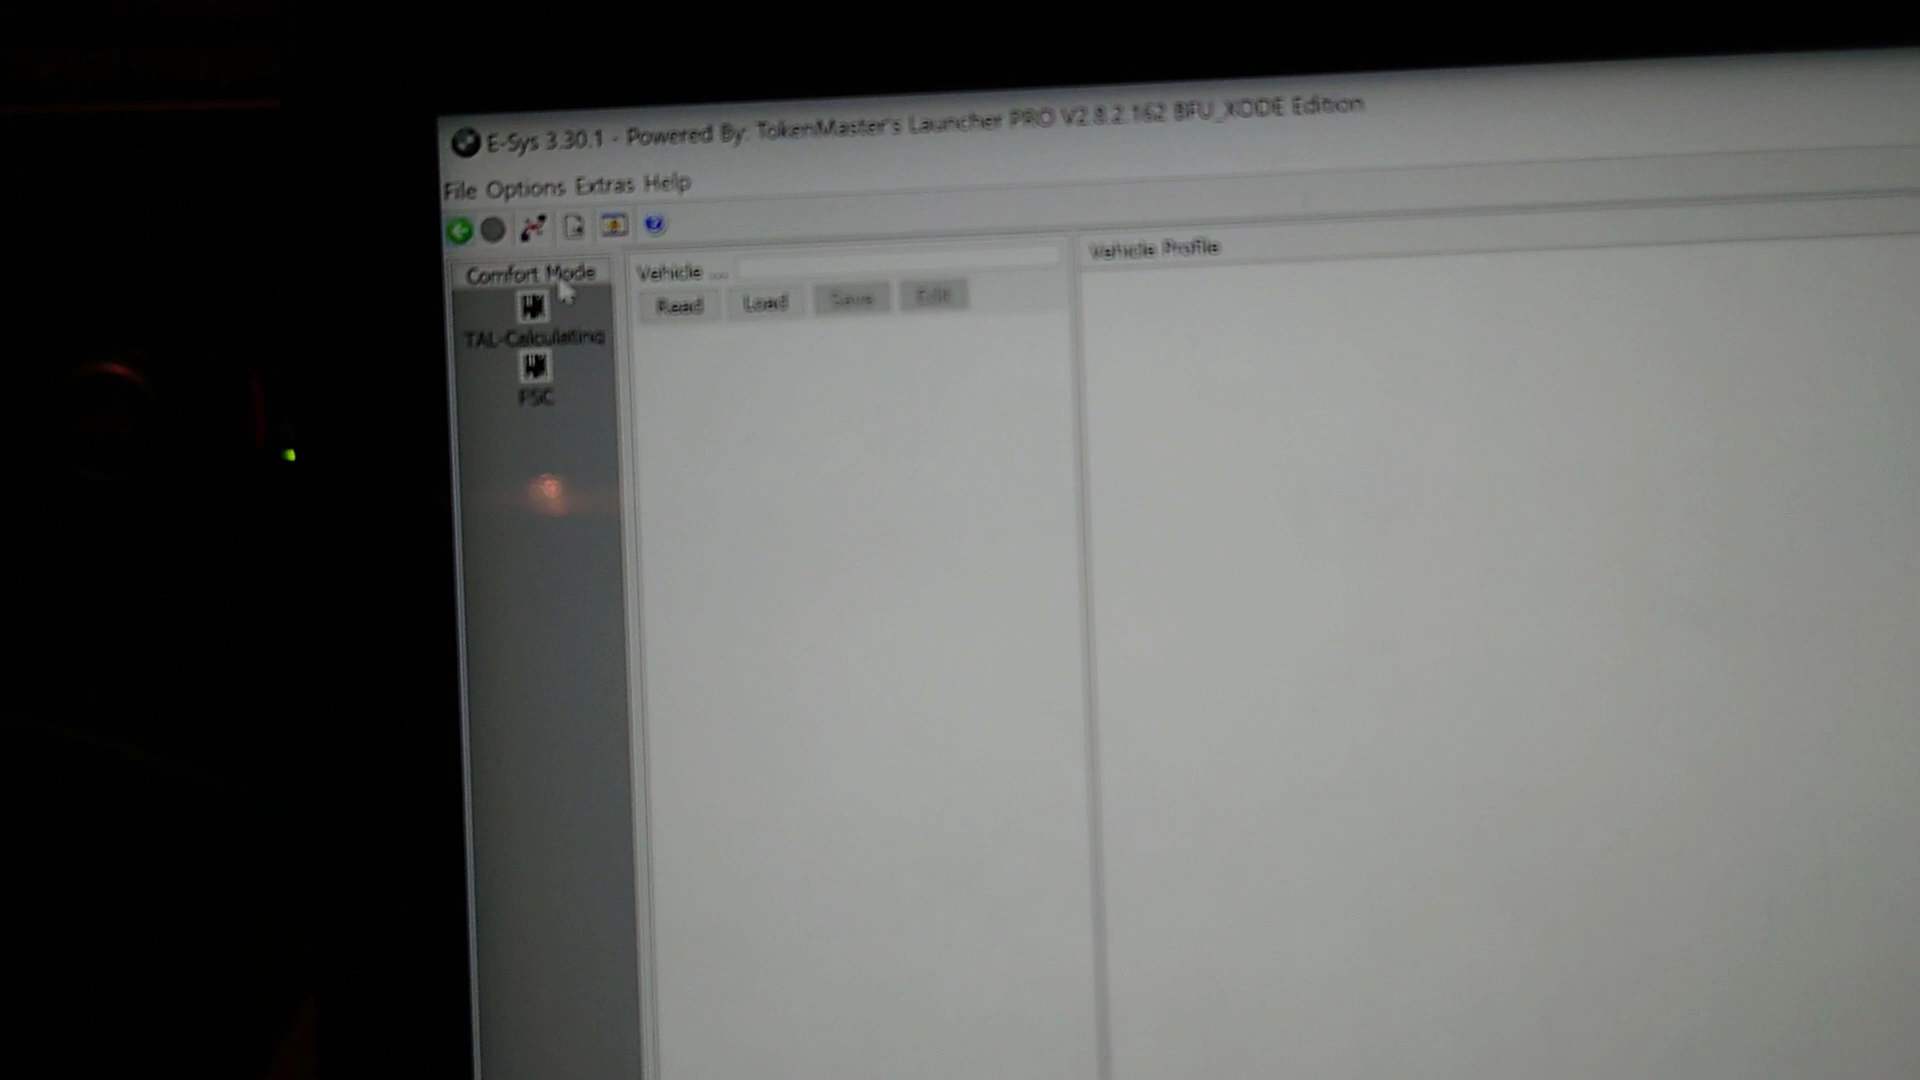 E-Sys 3.30.1 - Powered By: TokenMaster's Launcher PRO V2.8.2.162 BFU_XODE Edition
File Options Extras Help
Comfort Mode
Vehicle ...
Vehicle Profile
Read Load Save Edit
TAL-Calculating
FSC